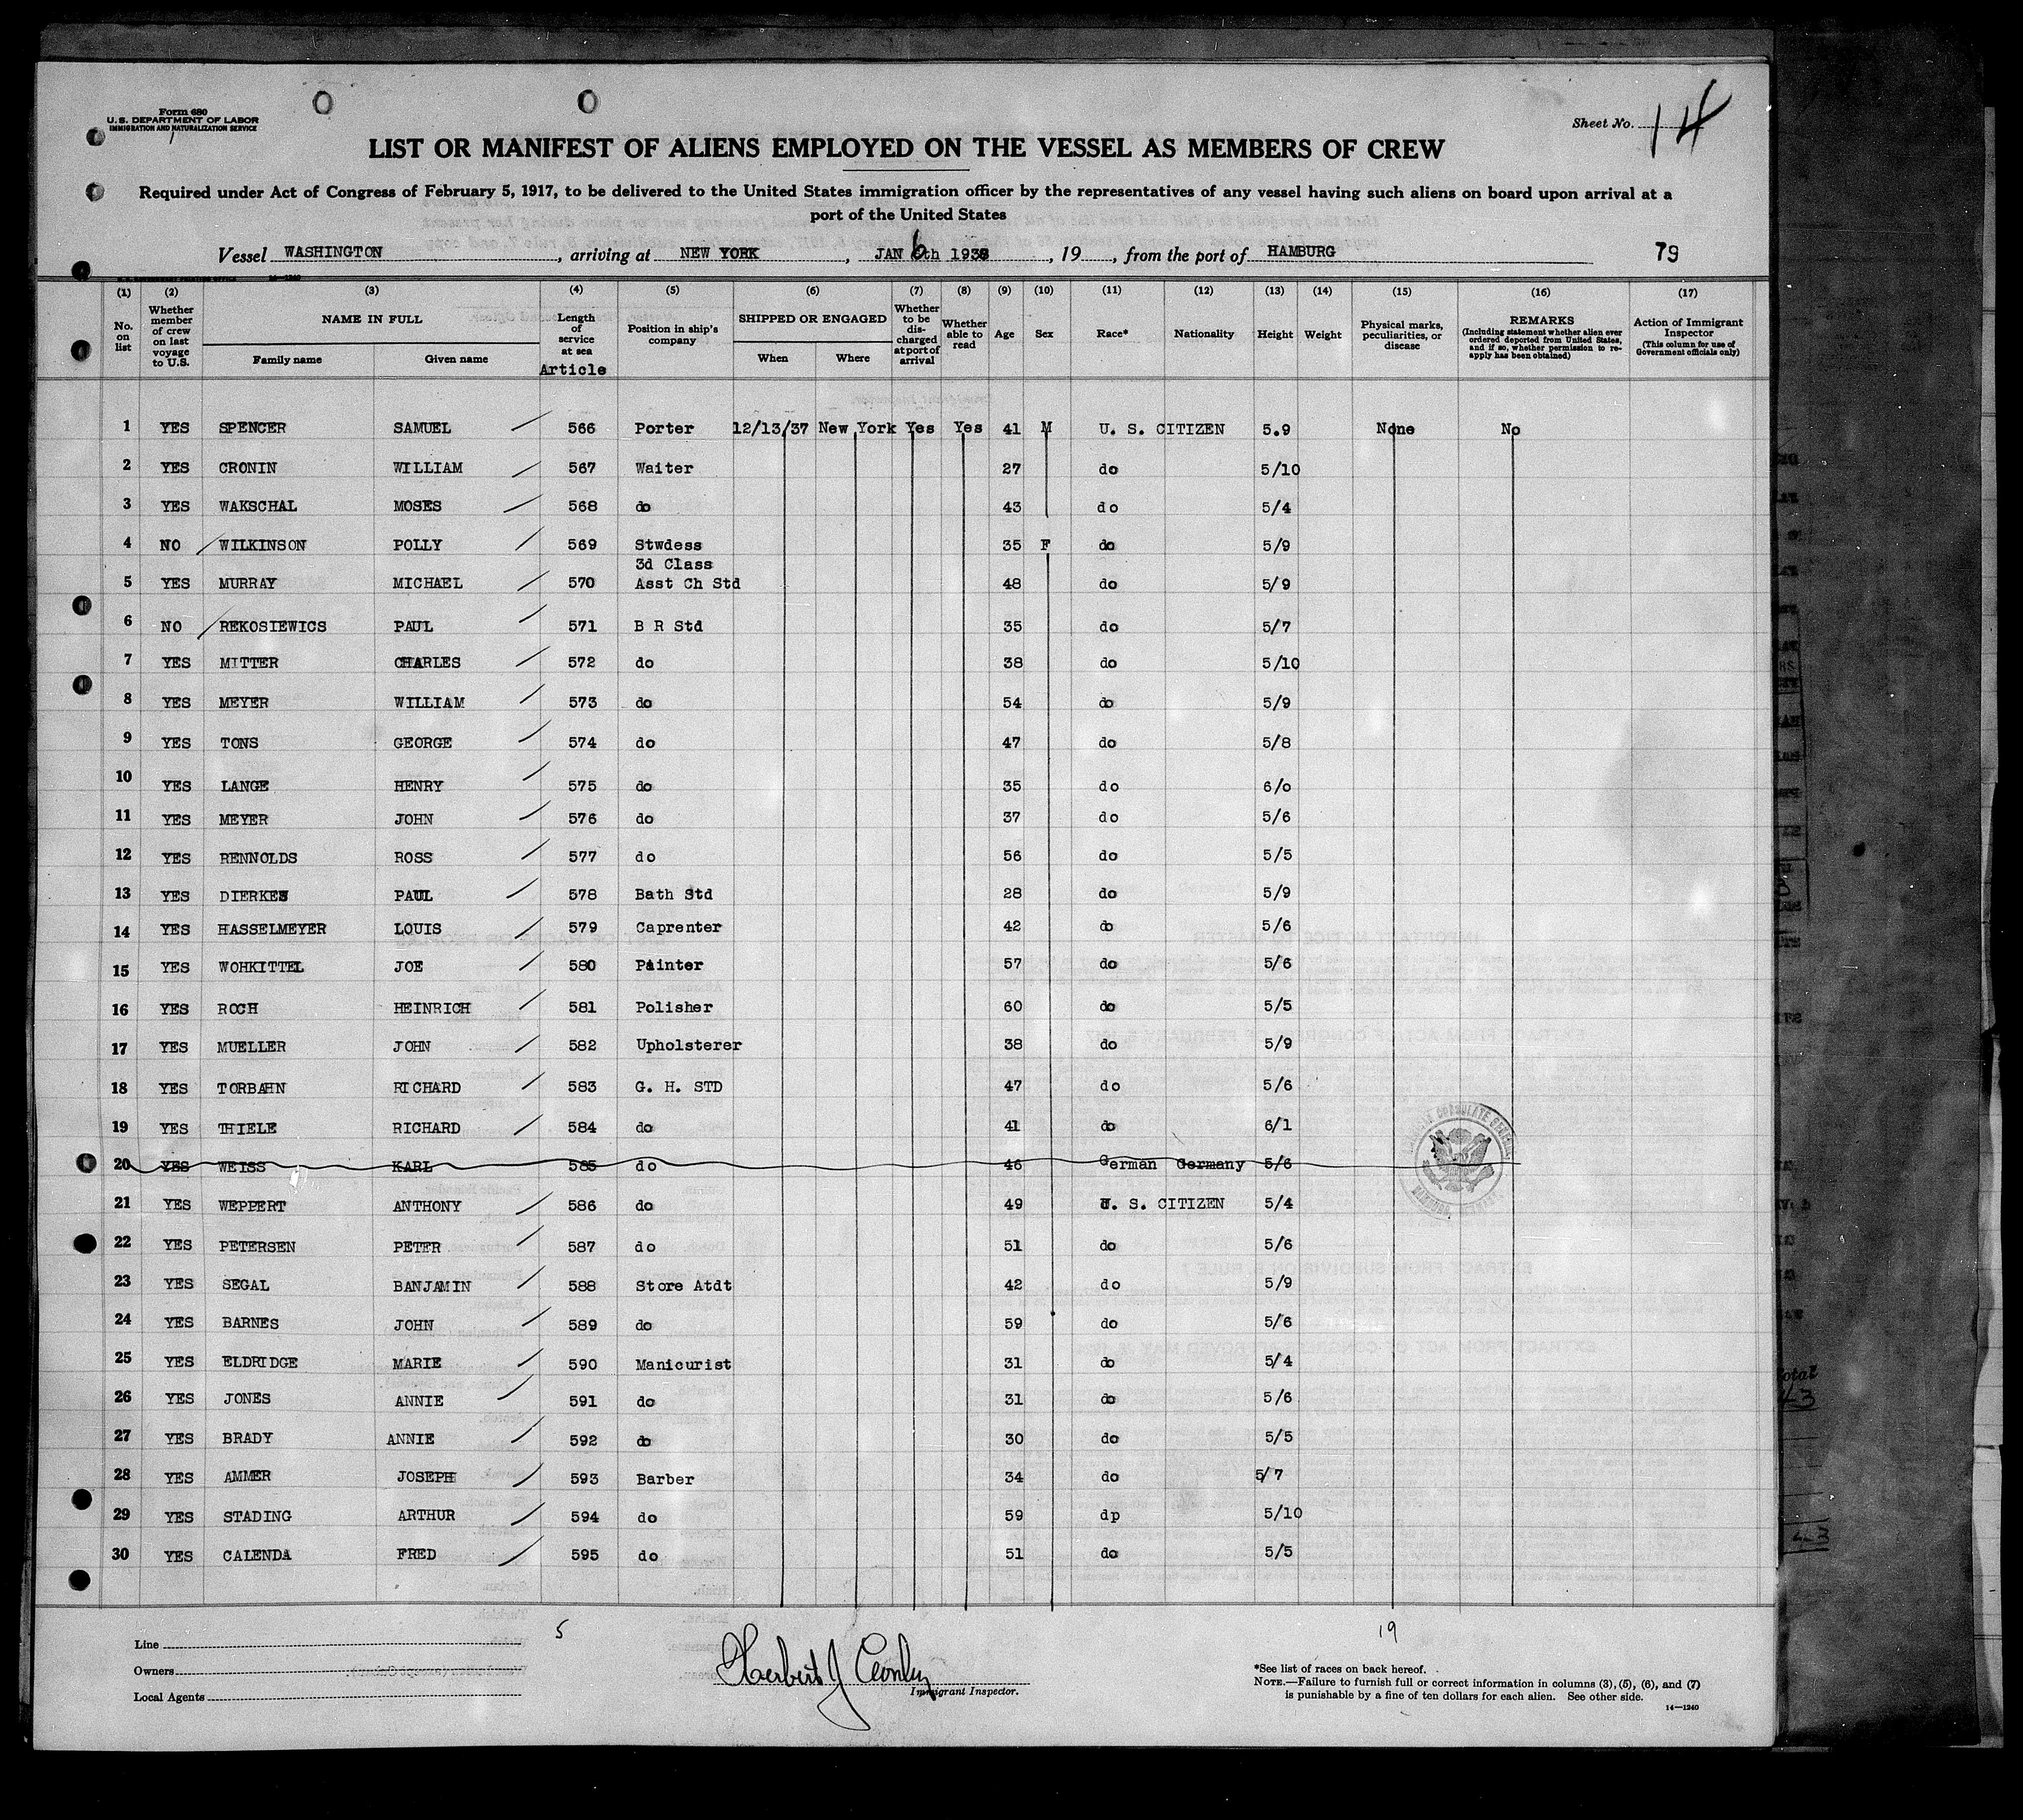 Form 680
U. S. DEPARTMENT OF LABOR
IMMIGRATION AND NATURALIZATION SERVICE
Sheet No. 14
LIST OR MANIFEST OF ALIENS EMPLOYED ON THE VESSEL AS MEMBERS OF CREW
Required under Act of Congress of February 5, 1917, to be delivered to the United States immigration officer by the representatives of any vessel having such aliens on board upon arrival at a
port of the United States
Vessel WASHINGTON, arriving at NEW YORK, JAN 6th 1938, 19, from the port of HAMBURG 79
(1) (2) (3) (4) (5) (6) (7) (8) (9) (10) (11) (12) (13) (14) (15) (16) (17)
No. on list Whether member of crew on last voyage to U.S. NAME IN FULL Family name Given name Length of service at sea Article Position in ship's company SHIPPED OR ENGAGED When Where Whether to be discharged at port of arrival Whether able to read Age Sex Race* Nationality Height Weight Physical marks, peculiarities, or disease REMARKS (Including statement whether alien ever ordered deported from United States, and if so, whether permission to re-apply has been obtained) Action of Immigrant Inspector (This column for use of Government officials only)
1 YES SPENCER SAMUEL 566 Porter 12/13/37 New York Yes Yes 41 M U. S. CITIZEN 5.9 None No
2 YES CRONIN WILLIAM 567 Waiter 27 do 5/10
3 YES WAKSCHAL MOSES 568 do 43 do 5/4
4 NO WILKINSON POLLY 569 Stwdess 35 F do 5/9
3d Class
5 YES MURRAY MICHAEL 570 Asst Ch Std 48 do 5/9
6 NO REKOSIEWICS PAUL 571 B R Std 35 do 5/7
7 YES MITTER CHARLES 572 do 38 do 5/10
8 YES MEYER WILLIAM 573 do 54 do 5/9
9 YES TONS GEORGE 574 do 47 do 5/8
10 YES LANGE HENRY 575 do 35 do 6/o
11 YES MEYER JOHN 576 do 37 do 5/6
12 YES RENNOLDS ROSS 577 do 56 do 5/5
13 YES DIERKES PAUL 578 Bath Std 28 do 5/9
14 YES HASSELMEYER LOUIS 579 Caprenter 42 do 5/6
15 YES WOHKITTEL JOE 580 Painter 57 do 5/6
16 YES ROCH HEINRICH 581 Polisher 60 do 5/5
17 YES MUELLER JOHN 582 Upholsterer 38 do 5/9
18 YES TORBAHN RICHARD 583 G. H. STD 47 do 5/6
19 YES THIELE RICHARD 584 do 41 do 6/1
20 YES WEISS KARL 585 do 46 German Germany 5/6
21 YES WEPPERT ANTHONY 586 do 49 U. S. CITIZEN 5/4
22 YES PETERSEN PETER 587 do 51 do 5/6
23 YES SEGAL BANJAMIN 588 Store Atdt 42 do 5/9
24 YES BARNES JOHN 589 do 59 do 5/6
25 YES ELDRIDGE MARIE 590 Manicurist 31 do 5/4
26 YES JONES ANNIE 591 do 31 do 5/6
27 YES BRADY ANNIE 592 do 30 do 5/5
28 YES AMMER JOSEPH 593 Barber 34 do 5/7
29 YES STADING ARTHUR 594 do 59 dp 5/10
30 YES CALENDA FRED 595 do 51 do 5/5
5 19
Line
Owners
Local Agents
Herbert J
Immigrant Inspector.
*See list of races on back hereof.
NOTE.—Failure to furnish full or correct information in columns (3), (5), (6), and (7)
is punishable by a fine of ten dollars for each alien. See other side.
14—1240